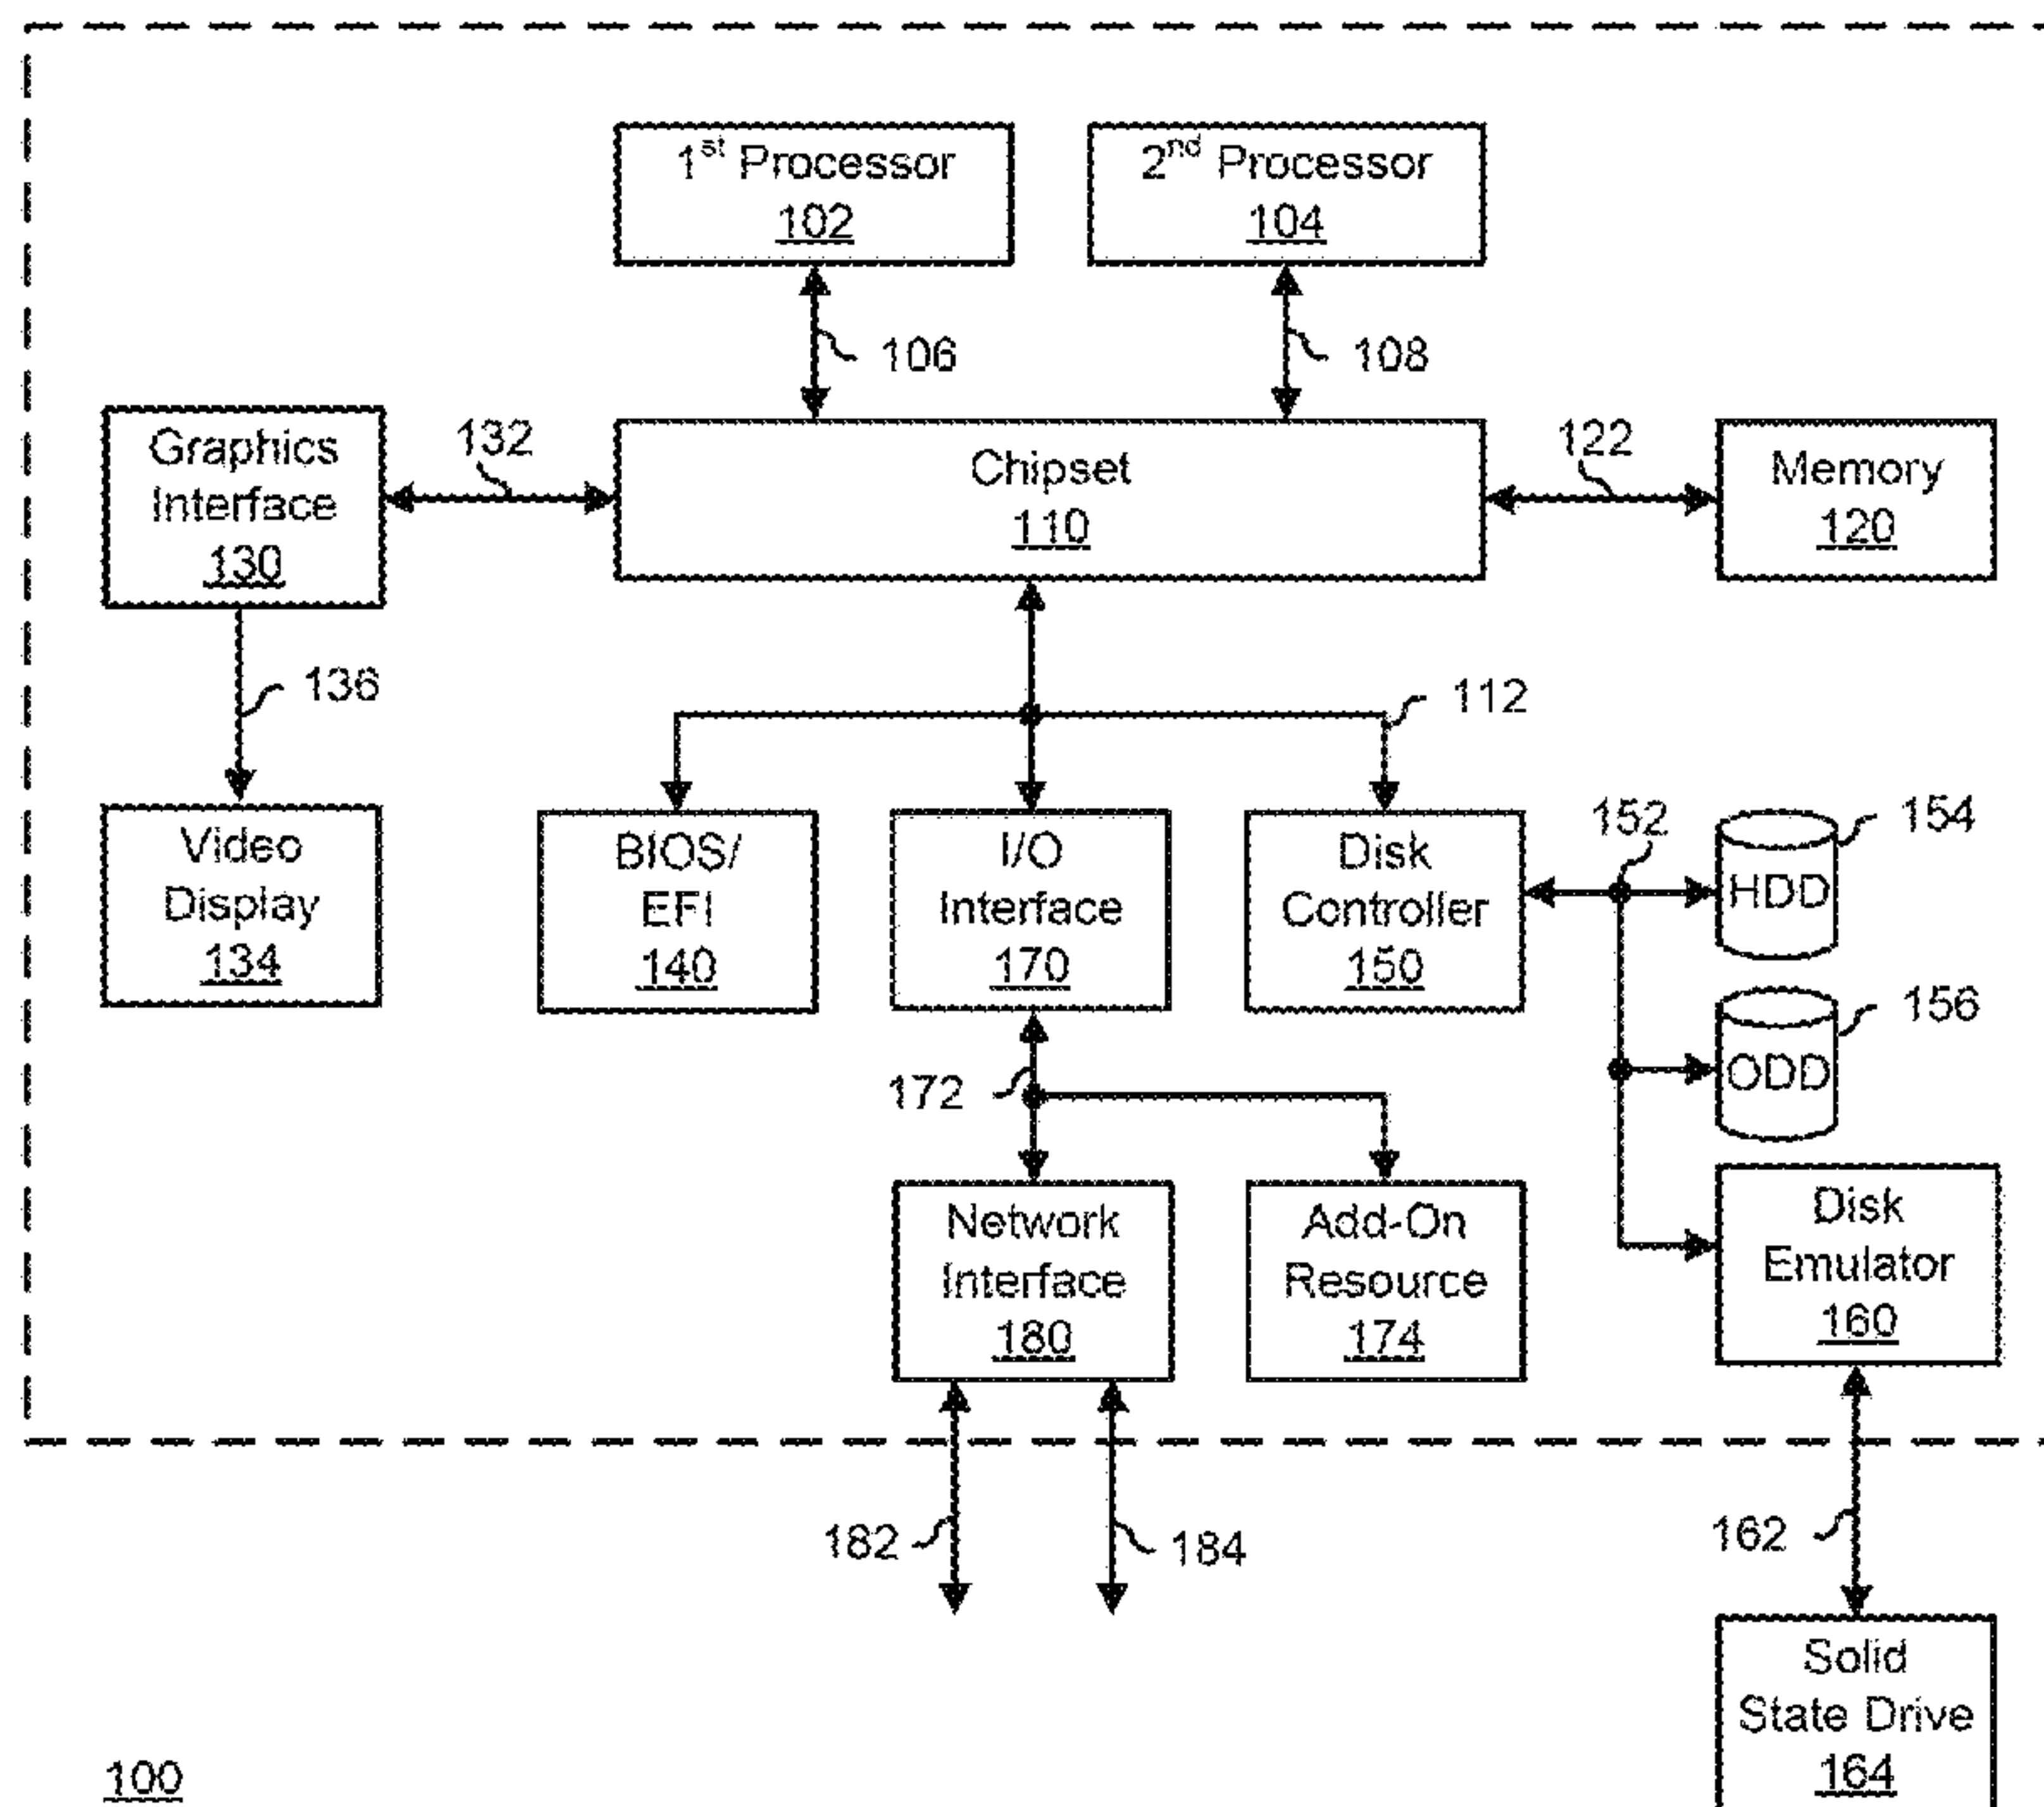 1st Processor
102
2nd Processor
104
106
108
Graphics
Interface
130
132
Chipset
110
122
Memory
120
136
112
Video
Display
134
BIOS/
EFI
140
I/O
Interface
170
Disk
Controller
150
152
HDD
154
ODD
156
172
Network
Interface
180
Add-On
Resource
174
Disk
Emulator
160
182
184
162
Solid
State Drive
164
100